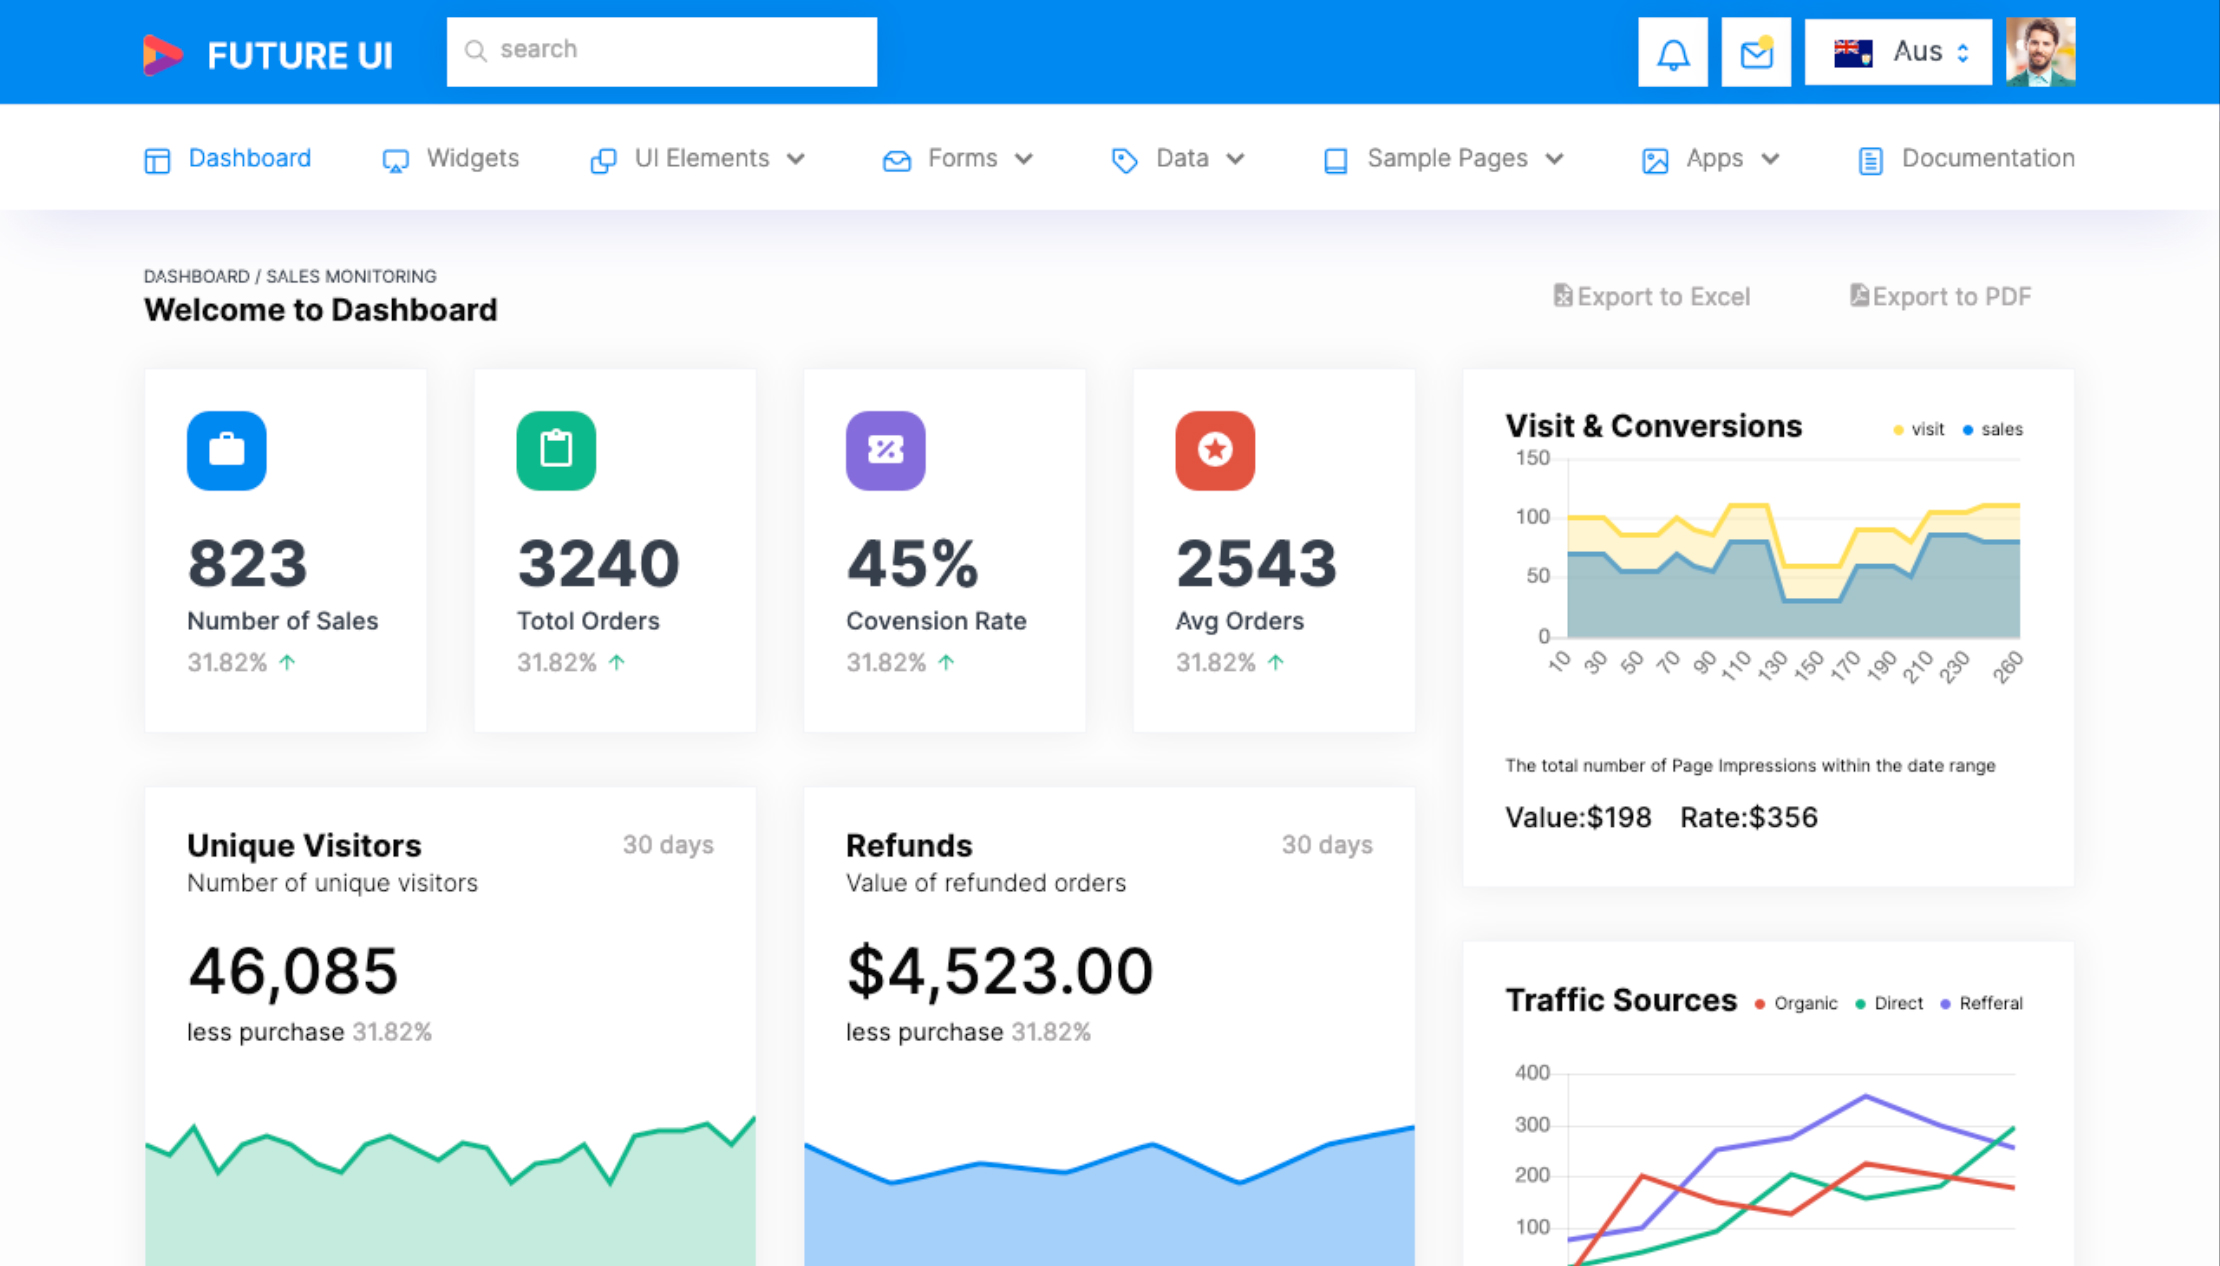 FUTURE UI
search
Aus
Dashboard
Widgets
UI Elements
Forms
Data
Sample Pages
Apps
Documentation
DASHBOARD / SALES MONITORING
Welcome to Dashboard
Export to Excel
Export to PDF
823
Number of Sales
31.82%
3240
Totol Orders
31.82%
45%
Covension Rate
31.82%
2543
Avg Orders
31.82%
Visit & Conversions
visit
sales
150
100
50
0
10 30 50 70 90 110 130 150 170 190 210 230 260
The total number of Page Impressions within the date range
Value:$198 Rate:$356
Unique Visitors
30 days
Number of unique visitors
46,085
less purchase 31.82%
Refunds
30 days
Value of refunded orders
$4,523.00
less purchase 31.82%
Traffic Sources
Organic
Direct
Refferal
400
300
200
100